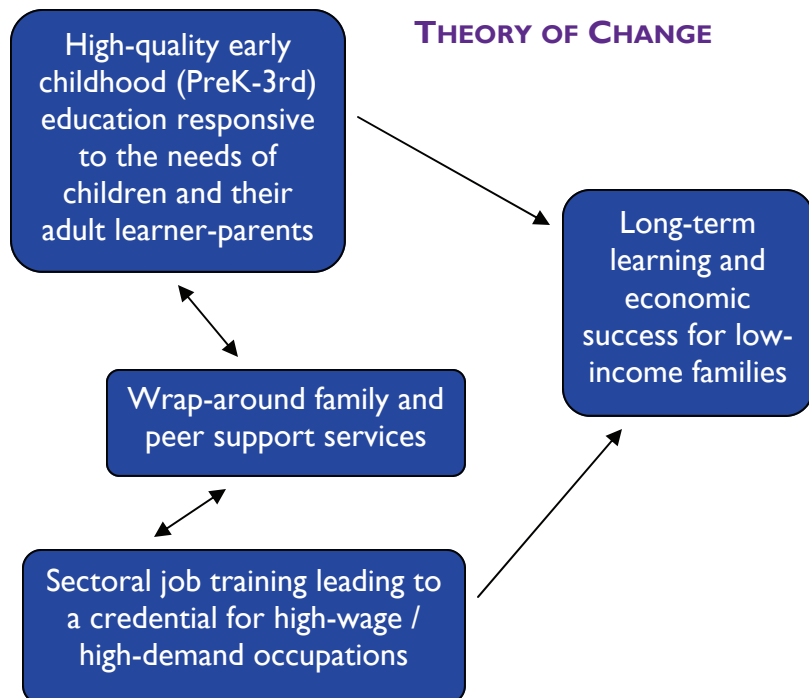 THEORY OF CHANGE
High-quality early
childhood (PreK-3rd)
education responsive
to the needs of
children and their
adult learner-parents
Long-term
learning and
economic
success for low-
income families
Wrap-around family and
peer support services
Sectoral job training leading to
a credential for high-wage /
high-demand occupations